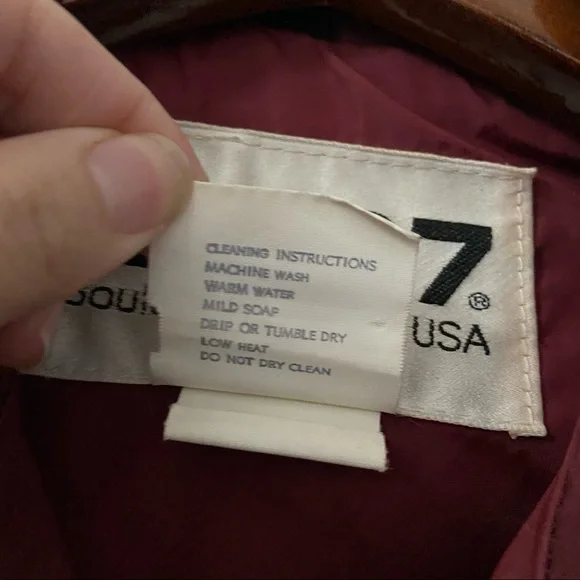 CLEANING INSTRUCTIONS
MACHINE WASH
WARM WATER
MILD SOAP
DRIP OR TUMBLE DRY
LOW HEAT
DO NOT DRY CLEAN
7®
USA